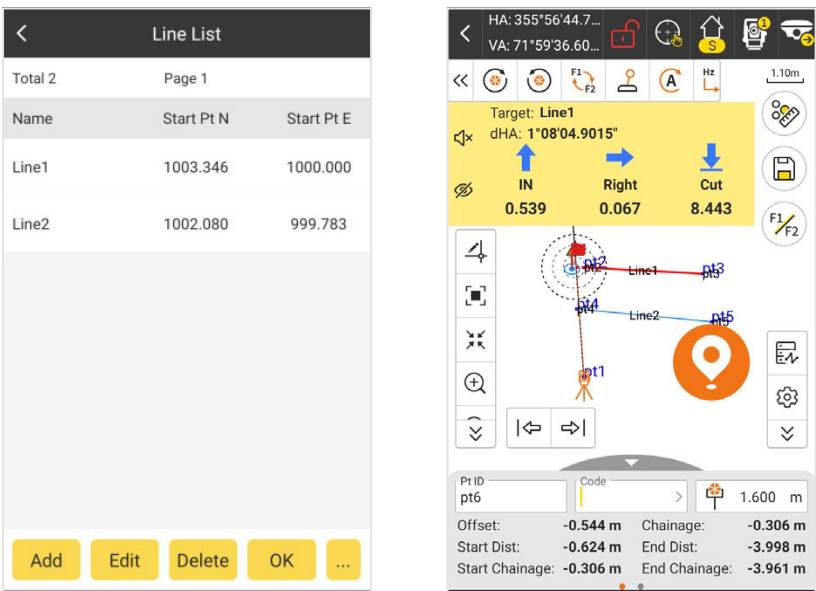 Line List
Total 2 Page 1
Name Start Pt N Start Pt E
Line1 1003.346 1000.000
Line2 1002.080 999.783
Add Edit Delete OK ...
HA: 355°56'44.7...
VA: 71°59'36.60...
S
1
F1
F2
A
Hz
1.10m
Target: Line1
dHA: 1°08'04.9015"
IN Right Cut
0.539 0.067 8.443
F1
F2
pt2
pt2 Line1 pt3
pt3
pt4
pt4 Line2 pt5
pt5
pt1
Pt ID
pt6
Code
1.600 m
Offset: -0.544 m Chainage: -0.306 m
Start Dist: -0.624 m End Dist: -3.998 m
Start Chainage: -0.306 m End Chainage: -3.961 m